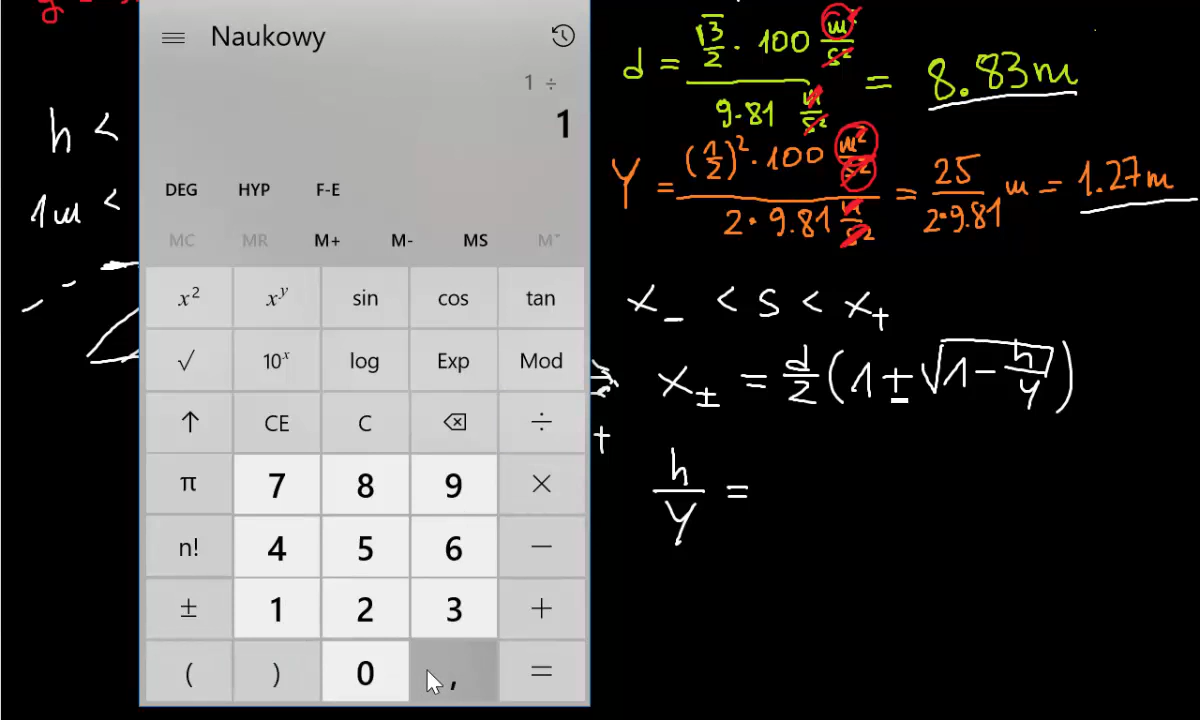 Naukowy
1 ÷
1
DEG HYP F-E
MC MR M+ M- MS M˅
x² xʸ sin cos tan
√ 10ˣ log Exp Mod
↑ CE C ⌫ ÷
π 7 8 9 ×
n! 4 5 6 −
± 1 2 3 +
( ) 0 , =
h <
1m <
d = (√3/2 · 100 m²/s²) / (9.81 m/s²) = 8.83m
Y = ((1/2)² · 100 m²/s²) / (2 · 9.81 m/s²) = 25/(2·9.81) m = 1.27m
x₋ < s < x₊
⇒ x± = d/2 (1 ± √(1 − h/Y))
+
h/Y =